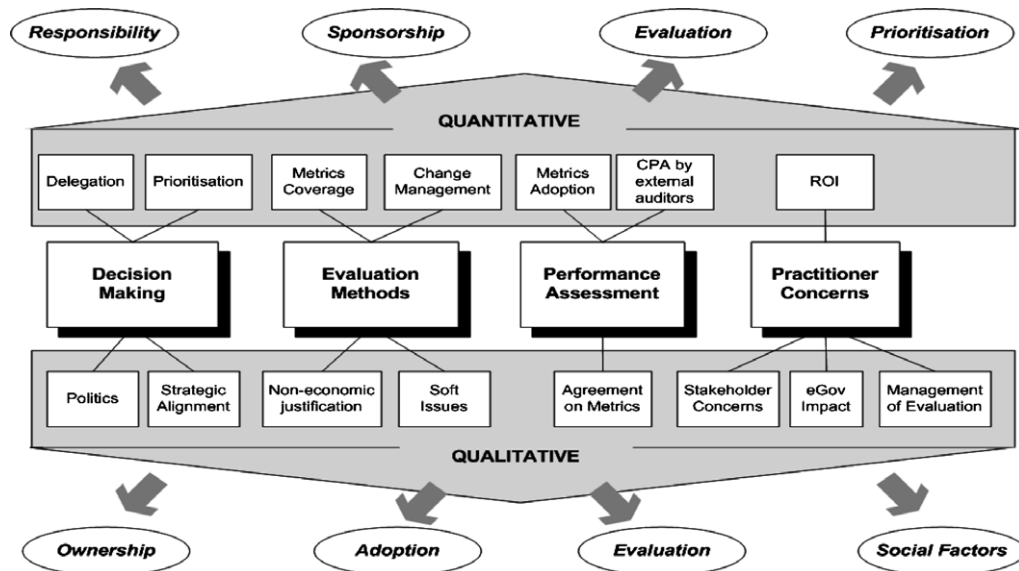 Responsibility
Sponsorship
Evaluation
Prioritisation
QUANTITATIVE
Delegation
Prioritisation
Metrics
Coverage
Change
Management
Metrics
Adoption
CPA by
external
auditors
ROI
Decision
Making
Evaluation
Methods
Performance
Assessment
Practitioner
Concerns
Politics
Strategic
Alignment
Non-economic
justification
Soft
Issues
Agreement
on Metrics
Stakeholder
Concerns
eGov
Impact
Management
of Evaluation
QUALITATIVE
Ownership
Adoption
Evaluation
Social Factors